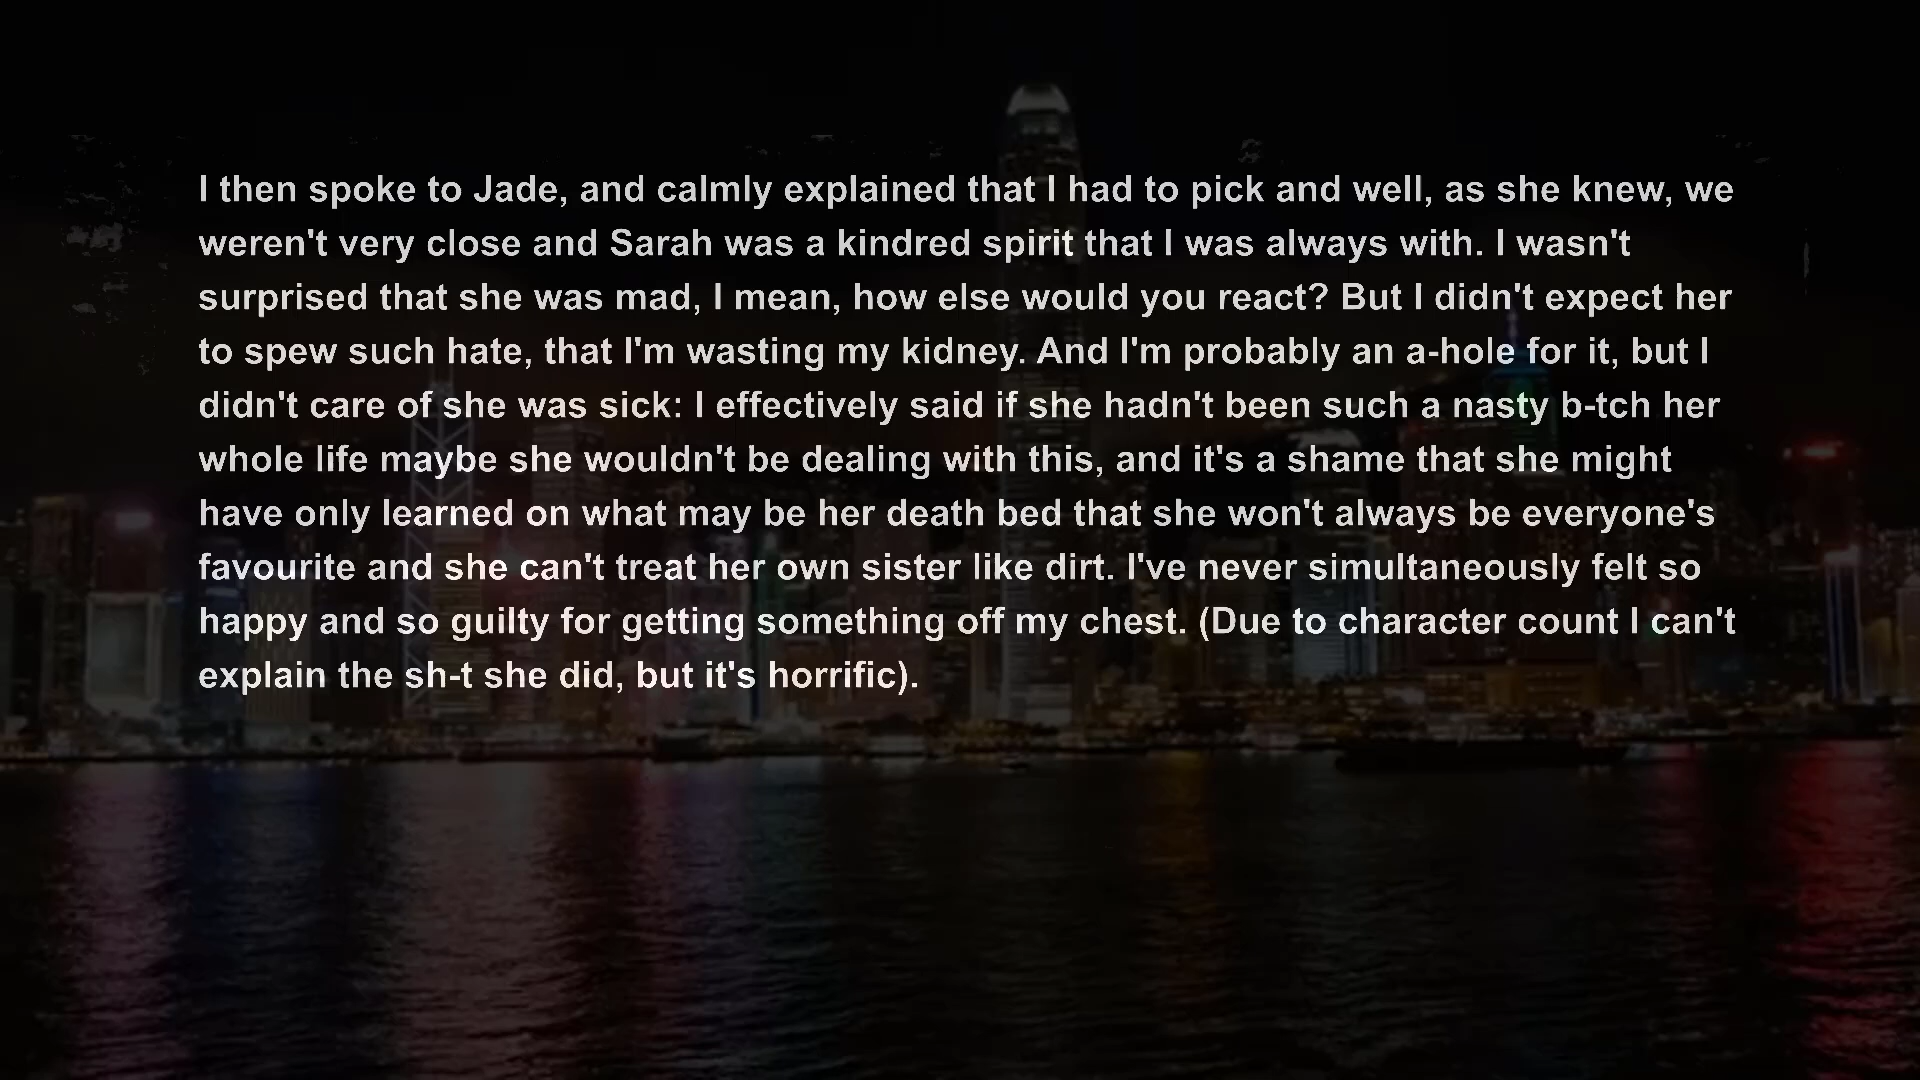 I then spoke to Jade, and calmly explained that I had to pick and well, as she knew, we
weren't very close and Sarah was a kindred spirit that I was always with. I wasn't
surprised that she was mad, I mean, how else would you react? But I didn't expect her
to spew such hate, that I'm wasting my kidney. And I'm probably an a-hole for it, but I
didn't care of she was sick: I effectively said if she hadn't been such a nasty b-tch her
whole life maybe she wouldn't be dealing with this, and it's a shame that she might
have only learned on what may be her death bed that she won't always be everyone's
favourite and she can't treat her own sister like dirt. I've never simultaneously felt so
happy and so guilty for getting something off my chest. (Due to character count I can't
explain the sh-t she did, but it's horrific).